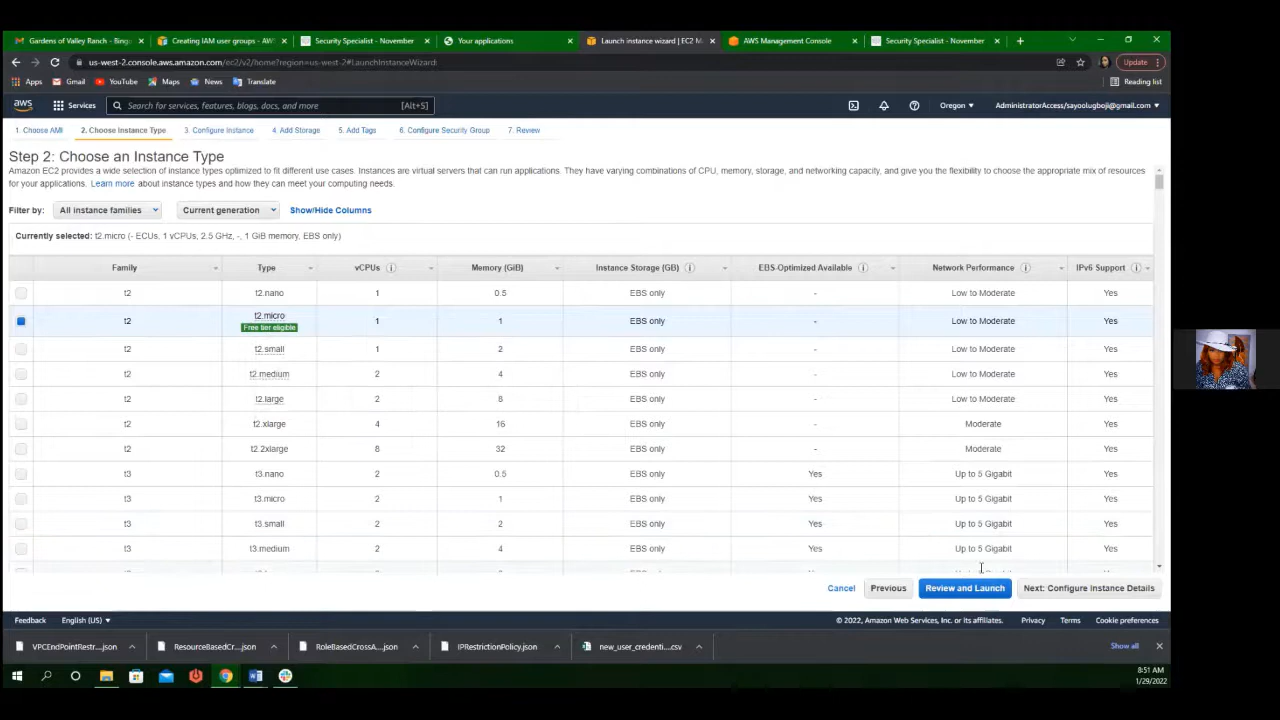 Gardens of Valley Ranch - Bing Creating IAM user groups - AWS Security Specialist - November Your applications Launch instance wizard | EC2 M AWS Management Console Security Specialist - November
us-west-2.console.aws.amazon.com/ec2/v2/home?region=us-west-2#LaunchInstanceWizard: Update
Apps Gmail YouTube Maps News Translate Reading list
aws Services Search for services, features, blogs, docs, and more [Alt+S] Oregon AdministratorAccess/sayoolugboji@gmail.com
1. Choose AMI 2. Choose Instance Type 3. Configure Instance 4. Add Storage 5. Add Tags 6. Configure Security Group 7. Review
Step 2: Choose an Instance Type
Amazon EC2 provides a wide selection of instance types optimized to fit different use cases. Instances are virtual servers that can run applications. They have varying combinations of CPU, memory, storage, and networking capacity, and give you the flexibility to choose the appropriate mix of resources
for your applications. Learn more about instance types and how they can meet your computing needs.
Filter by: All instance families Current generation Show/Hide Columns
Currently selected: t2.micro (- ECUs, 1 vCPUs, 2.5 GHz, -, 1 GiB memory, EBS only)
Family Type vCPUs Memory (GiB) Instance Storage (GB) EBS-Optimized Available Network Performance IPv6 Support
t2 t2.nano 1 0.5 EBS only - Low to Moderate Yes
t2 t2.micro 1 1 EBS only - Low to Moderate Yes
Free tier eligible
t2 t2.small 1 2 EBS only - Low to Moderate Yes
t2 t2.medium 2 4 EBS only - Low to Moderate Yes
t2 t2.large 2 8 EBS only - Low to Moderate Yes
t2 t2.xlarge 4 16 EBS only - Moderate Yes
t2 t2.2xlarge 8 32 EBS only - Moderate Yes
t3 t3.nano 2 0.5 EBS only Yes Up to 5 Gigabit Yes
t3 t3.micro 2 1 EBS only Yes Up to 5 Gigabit Yes
t3 t3.small 2 2 EBS only Yes Up to 5 Gigabit Yes
t3 t3.medium 2 4 EBS only Yes Up to 5 Gigabit Yes
Cancel Previous Review and Launch Next: Configure Instance Details
Feedback English (US) © 2022, Amazon Web Services, Inc. or its affiliates. Privacy Terms Cookie preferences
VPCEndPointRestr....json ResourceBasedCr....json RoleBasedCrossA....json IPRestrictionPolicy.json new_user_credenti....csv Show all
8:51 AM
1/29/2022